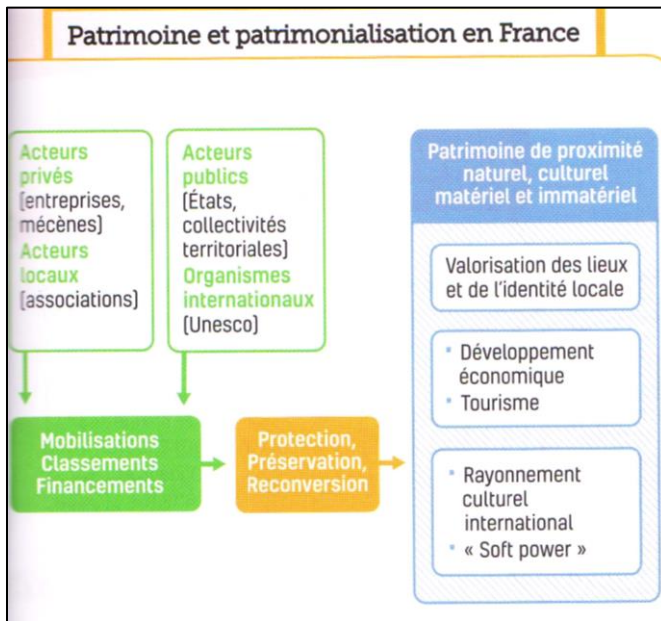 Patrimoine et patrimonialisation en France
Acteurs
privés
[entreprises,
mécènes]
Acteurs
locaux
[associations]
Acteurs
publics
[États,
collectivités
territoriales]
Organismes
internationaux
[Unesco]
Mobilisations
Classements
Financements
Protection,
Préservation,
Reconversion
Patrimoine de proximité
naturel, culturel
matériel et immatériel
Valorisation des lieux
et de l'identité locale
Développement
économique
Tourisme
Rayonnement
culturel
international
« Soft power »